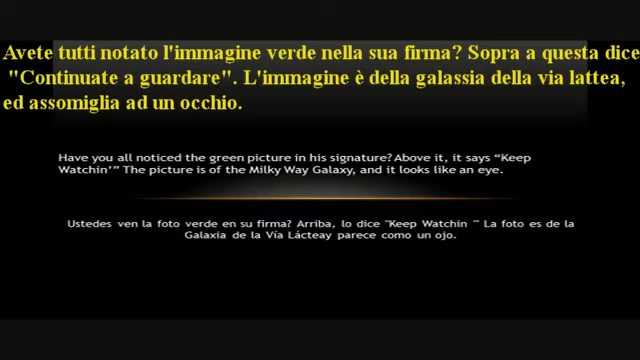 Avete tutti notato l'immagine verde nella sua firma? Sopra a questa dice
"Continuate a guardare". L'immagine è della galassia della via lattea,
ed assomiglia ad un occhio.
Have you all noticed the green picture in his signature? Above it, it says “Keep
Watchin’” The picture is of the Milky Way Galaxy, and it looks like an eye.
Ustedes ven la foto verde en su firma? Arriba, lo dice ¨Keep Watchin ¨¨ La foto es de la
Galaxia de la Vía Lácteay parece como un ojo.